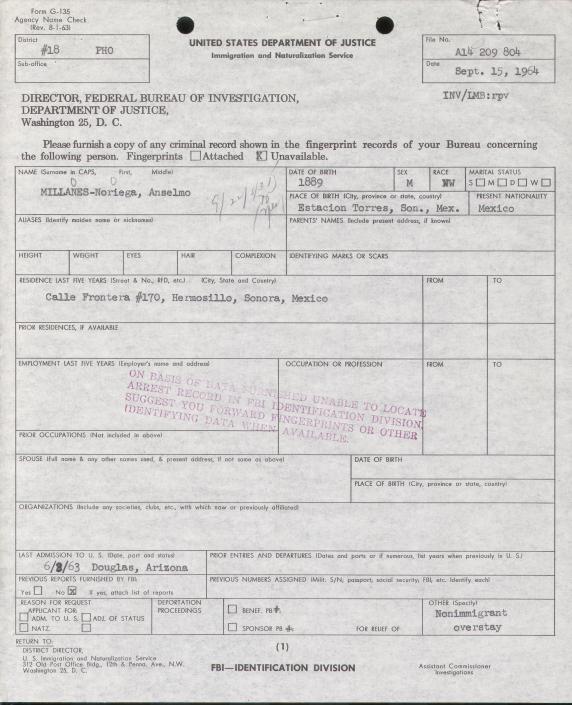 Form G-135
Agency Name Check
(Rev. 8-1-63)
District
#18 PHO
Sub-office
UNITED STATES DEPARTMENT OF JUSTICE
Immigration and Naturalization Service
File No.
A14 209 804
Date
Sept. 15, 1964
INV/LMB:rpv
DIRECTOR, FEDERAL BUREAU OF INVESTIGATION,
DEPARTMENT OF JUSTICE,
Washington 25, D. C.
Please furnish a copy of any criminal record shown in the fingerprint records of your Bureau concerning
the following person. Fingerprints ☐ Attached ☒ Unavailable.
NAME (Surname in CAPS, First, Middle)
MILLANES-Noriega, Anselmo
DATE OF BIRTH
1889
SEX
M
RACE
WW
MARITAL STATUS
S ☐ M ☐ D ☐ W ☐
PLACE OF BIRTH (City, province or state, country)
Estacion Torres, Son., Mex.
PRESENT NATIONALITY
Mexico
ALIASES (Identify maiden name or nicknames)
PARENTS' NAMES. (Include present address, if known)
HEIGHT WEIGHT EYES HAIR COMPLEXION IDENTIFYING MARKS OR SCARS
RESIDENCE LAST FIVE YEARS (Street & No., RFD, etc.) (City, State and Country) FROM TO
Calle Frontera #170, Hermosillo, Sonora, Mexico
PRIOR RESIDENCES, IF AVAILABLE
EMPLOYMENT LAST FIVE YEARS (Employer's name and address) OCCUPATION OR PROFESSION FROM TO
ON BASIS OF DATA FURNISHED UNABLE TO LOCATE
ARREST RECORD IN FBI IDENTIFICATION DIVISION,
SUGGEST YOU FORWARD FINGERPRINTS OR OTHER
IDENTIFYING DATA WHEN AVAILABLE.
PRIOR OCCUPATIONS (Not included in above)
SPOUSE (Full name & any other names used, & present address, if not same as above)
DATE OF BIRTH
PLACE OF BIRTH (City, province or state, country)
ORGANIZATIONS (Include any societies, clubs, etc., with which now or previously affiliated)
LAST ADMISSION TO U. S. (Date, port and status)
6/8/63 Douglas, Arizona
PRIOR ENTRIES AND DEPARTURES (Dates and ports or if numerous, list years when previously in U. S.)
PREVIOUS REPORTS FURNISHED BY FBI:
Yes ☐ No ☒ If yes, attach list of reports
PREVIOUS NUMBERS ASSIGNED (Milit. S/N, passport, social security, FBI, etc. Identify each)
REASON FOR REQUEST
APPLICANT FOR
☐ ADM. TO U. S. ☐ ADJ. OF STATUS
☐ NATZ. ☐
DEPORTATION
PROCEEDINGS
☐ BENEF. PB
☐ SPONSOR PB FOR RELIEF OF
OTHER (Specify)
Nonimmigrant
overstay
RETURN TO:
DISTRICT DIRECTOR,
U. S. Immigration and Naturalization Service
312 Old Post Office Bldg., 12th & Penna. Ave., N.W.
Washington 25, D. C.
(1)
FBI—IDENTIFICATION DIVISION
Assistant Commissioner
Investigations